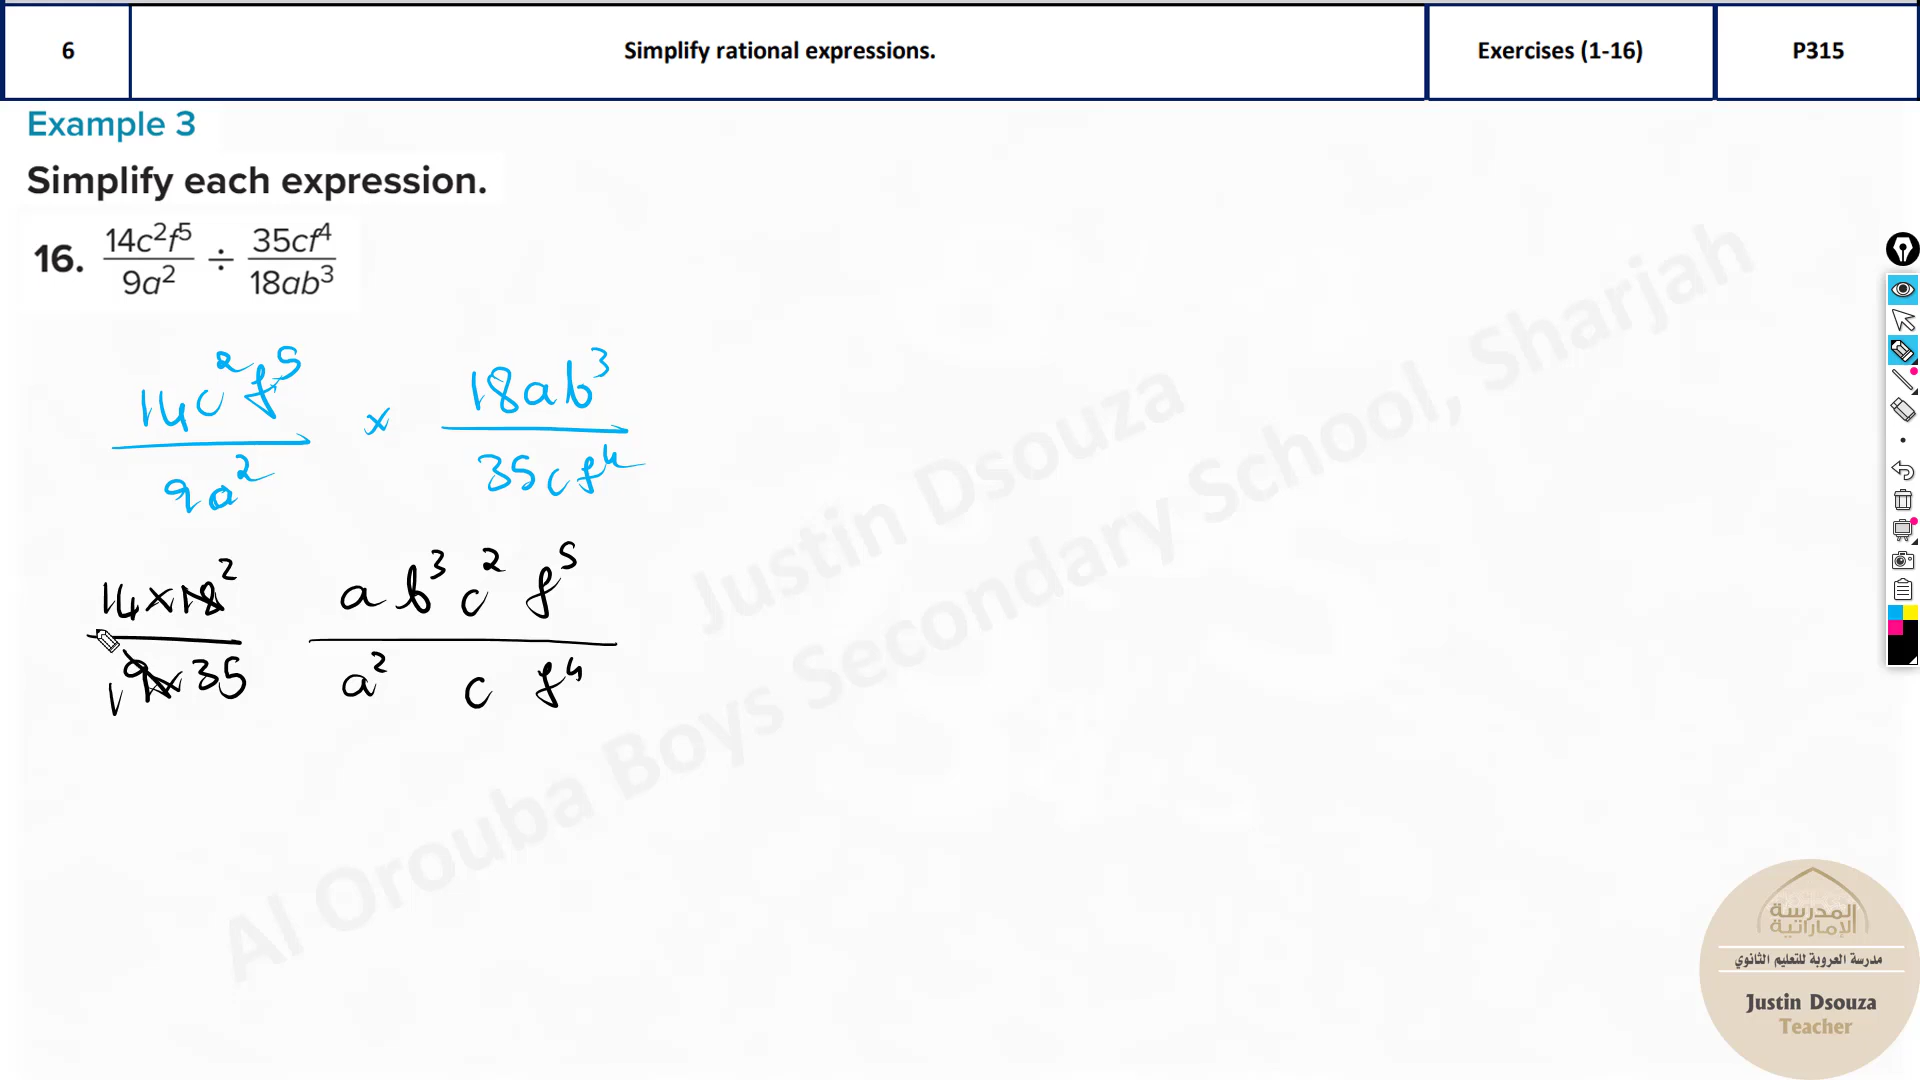 6 Simplify rational expressions. Exercises (1-16) P315
Example 3
Simplify each expression.
16. 14c²f⁵/9a² ÷ 35cf⁴/18ab³
14c²f⁵/9a² × 18ab³/35cf⁴
14×18² ab³c²f⁵
1 9×35 a² c f⁴
Al Orouba Boys Secondary School, Sharjah
Justin Dsouza
المدرسة
الإماراتية
مدرسة العروبة للتعليم الثانوي
Justin Dsouza
Teacher